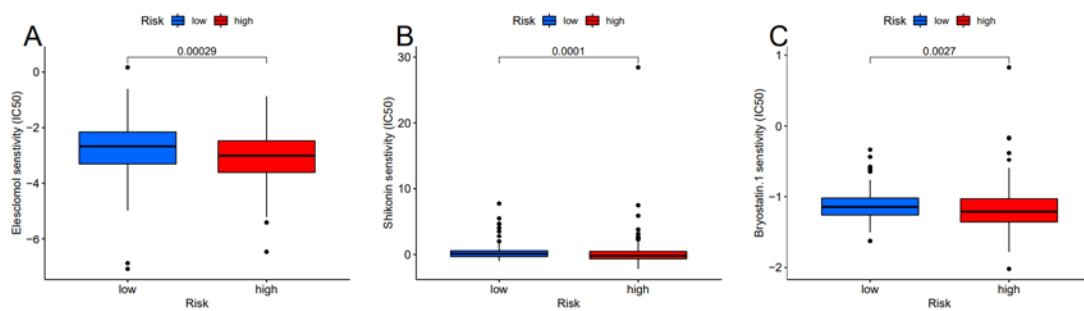 A
Risk low high
0.00029
Elesclomol senstivity (IC50)
0
−2
−4
−6
low high
Risk
B
Risk low high
0.0001
Shikonin senstivity (IC50)
30
20
10
0
low high
Risk
C
Risk low high
0.0027
Bryostatin.1 senstivity (IC50)
1
0
−1
−2
low high
Risk